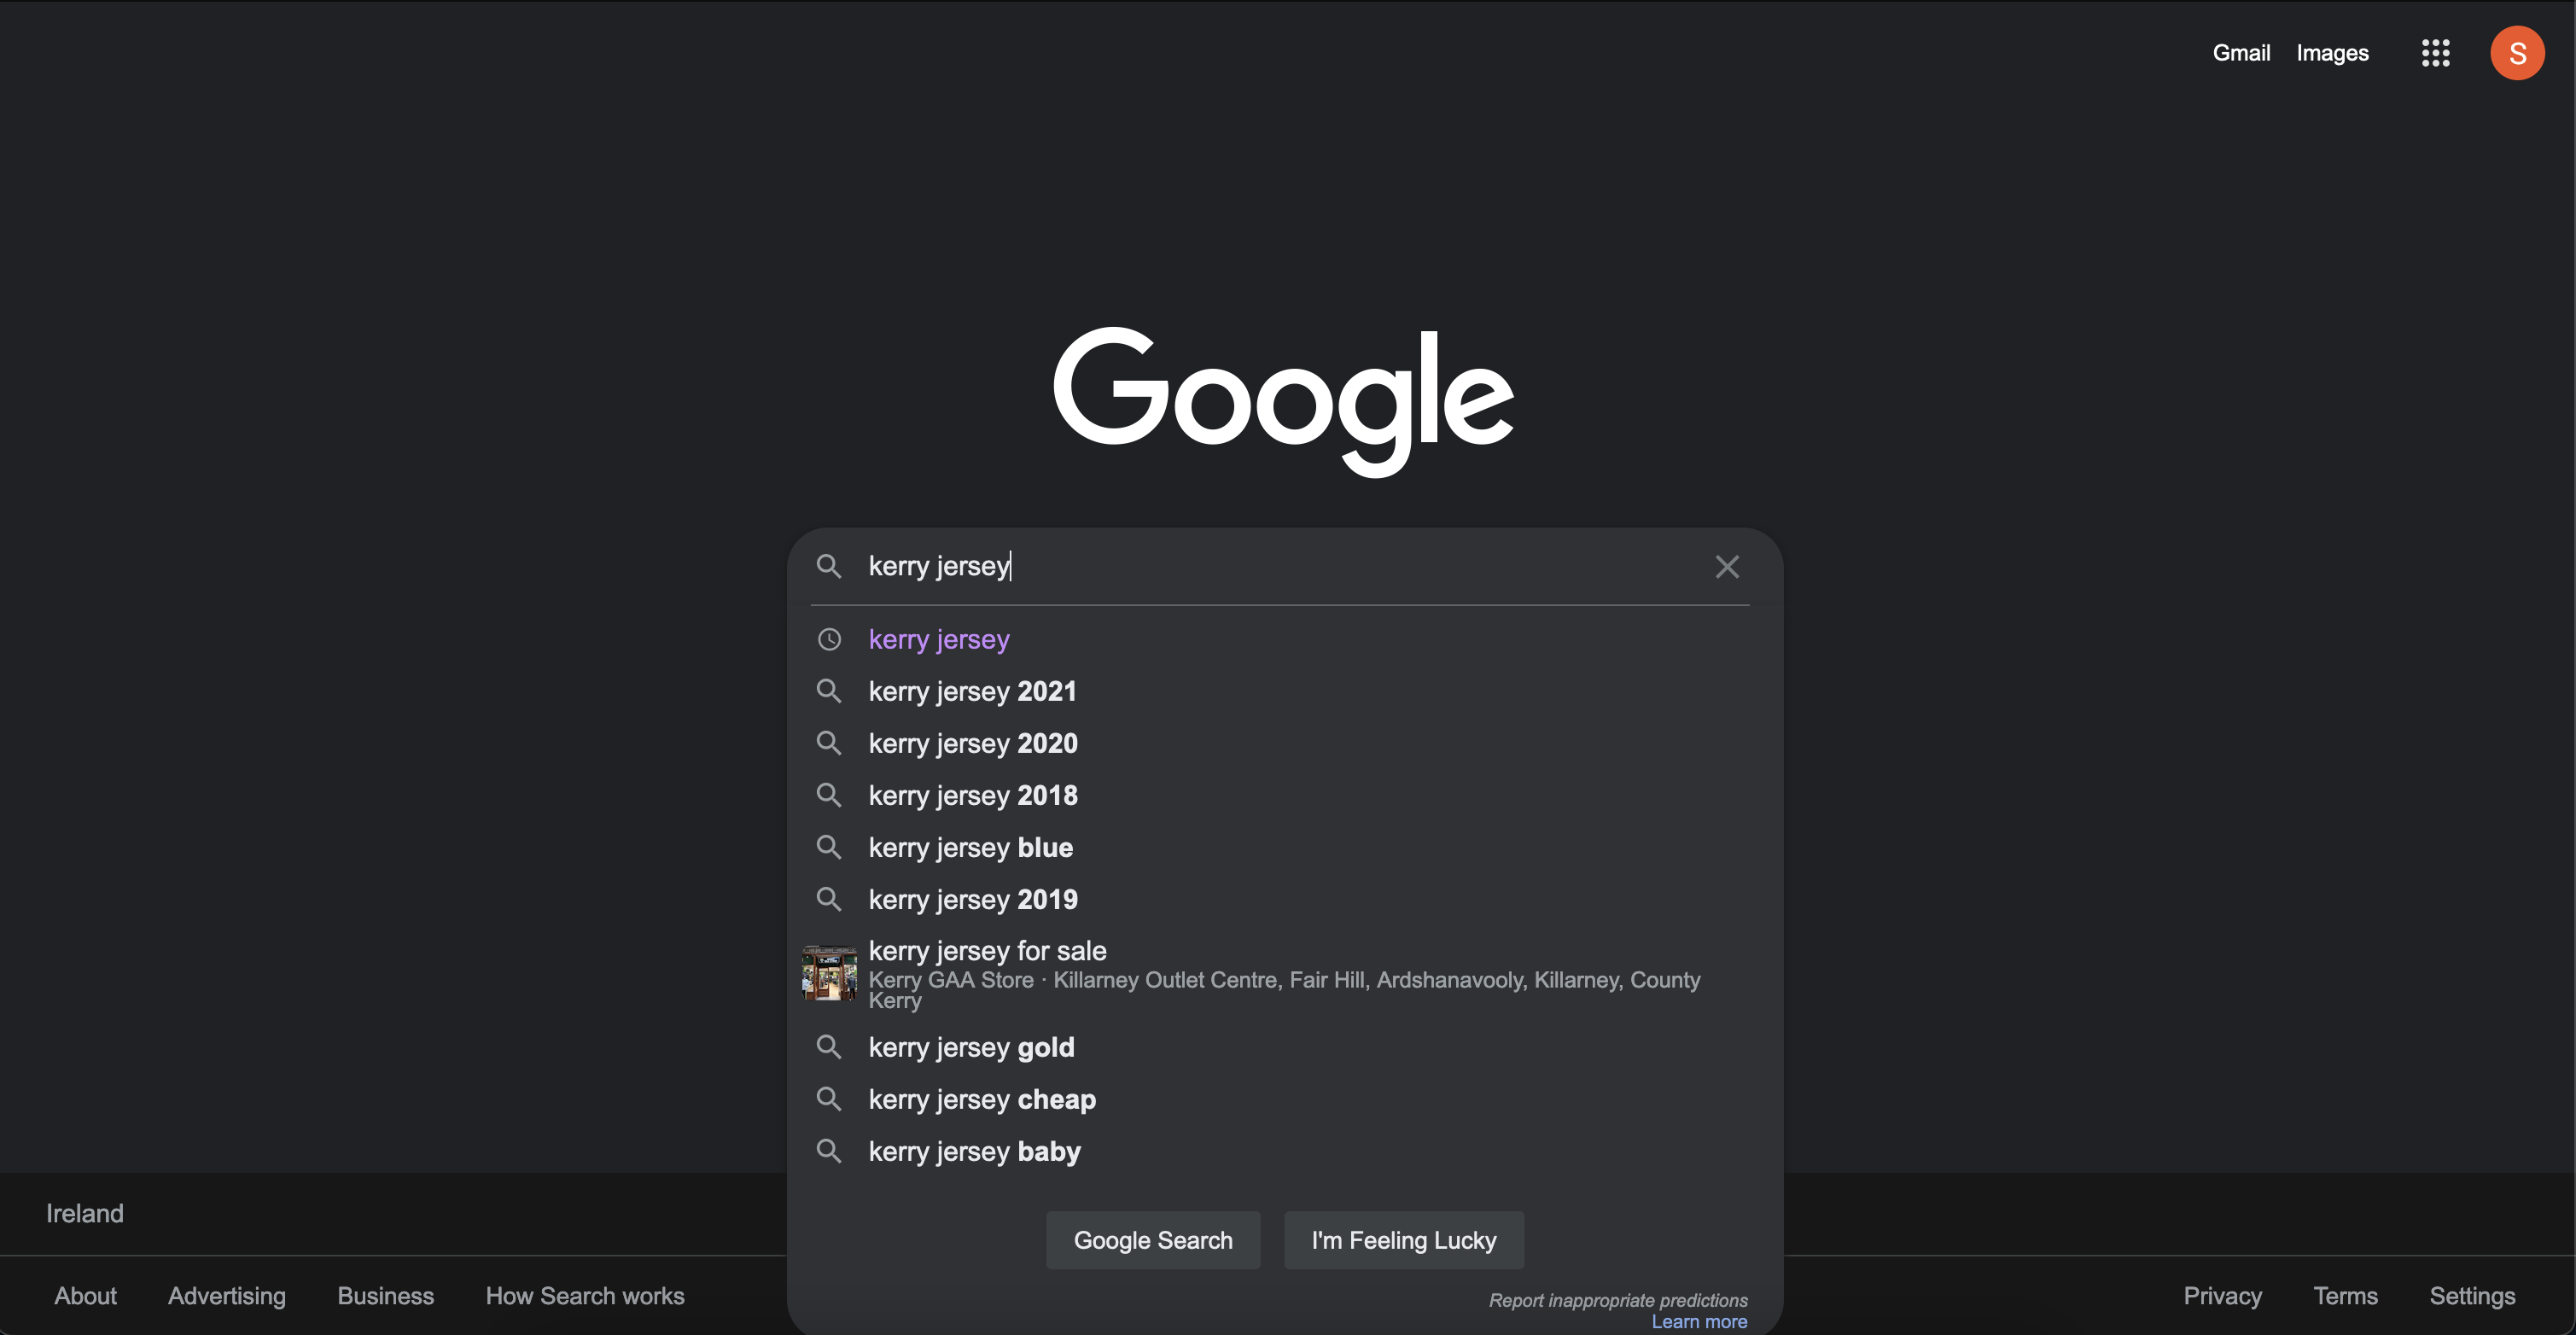 Gmail Images
S
Google
kerry jersey
kerry jersey
kerry jersey 2021
kerry jersey 2020
kerry jersey 2018
kerry jersey blue
kerry jersey 2019
kerry jersey for sale
Kerry GAA Store · Killarney Outlet Centre, Fair Hill, Ardshanavooly, Killarney, County
Kerry
kerry jersey gold
kerry jersey cheap
kerry jersey baby
Ireland
Google Search I'm Feeling Lucky
About Advertising Business How Search works
Report inappropriate predictions
Learn more
Privacy Terms Settings